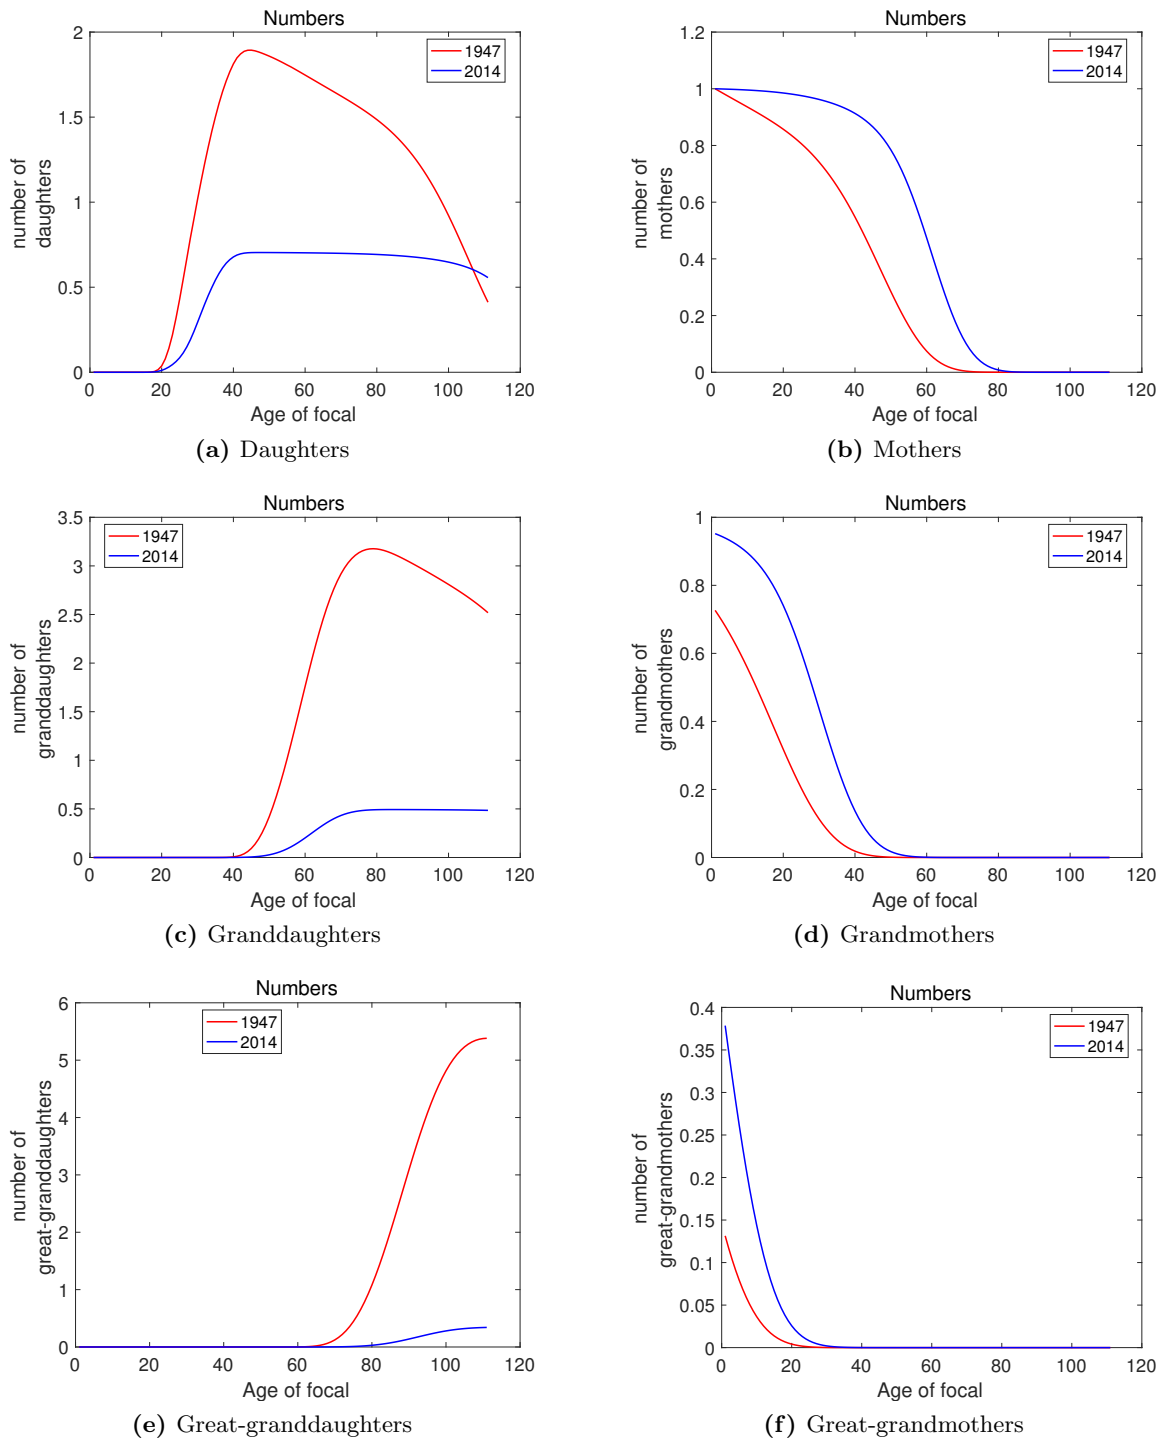 Numbers
2
1.5
1
0.5
0
number of
daughters
1947
2014
0 20 40 60 80 100 120
Age of focal
(a) Daughters
Numbers
1.2
1
0.8
0.6
0.4
0.2
0
number of
mothers
1947
2014
0 20 40 60 80 100 120
Age of focal
(b) Mothers
Numbers
3.5
3
2.5
2
1.5
1
0.5
0
number of
granddaughters
1947
2014
0 20 40 60 80 100 120
Age of focal
(c) Granddaughters
Numbers
1
0.8
0.6
0.4
0.2
0
number of
grandmothers
1947
2014
0 20 40 60 80 100 120
Age of focal
(d) Grandmothers
Numbers
6
5
4
3
2
1
0
number of
great-granddaughters
1947
2014
0 20 40 60 80 100 120
Age of focal
(e) Great-granddaughters
Numbers
0.4
0.35
0.3
0.25
0.2
0.15
0.1
0.05
0
number of
great-grandmothers
1947
2014
0 20 40 60 80 100 120
Age of focal
(f) Great-grandmothers